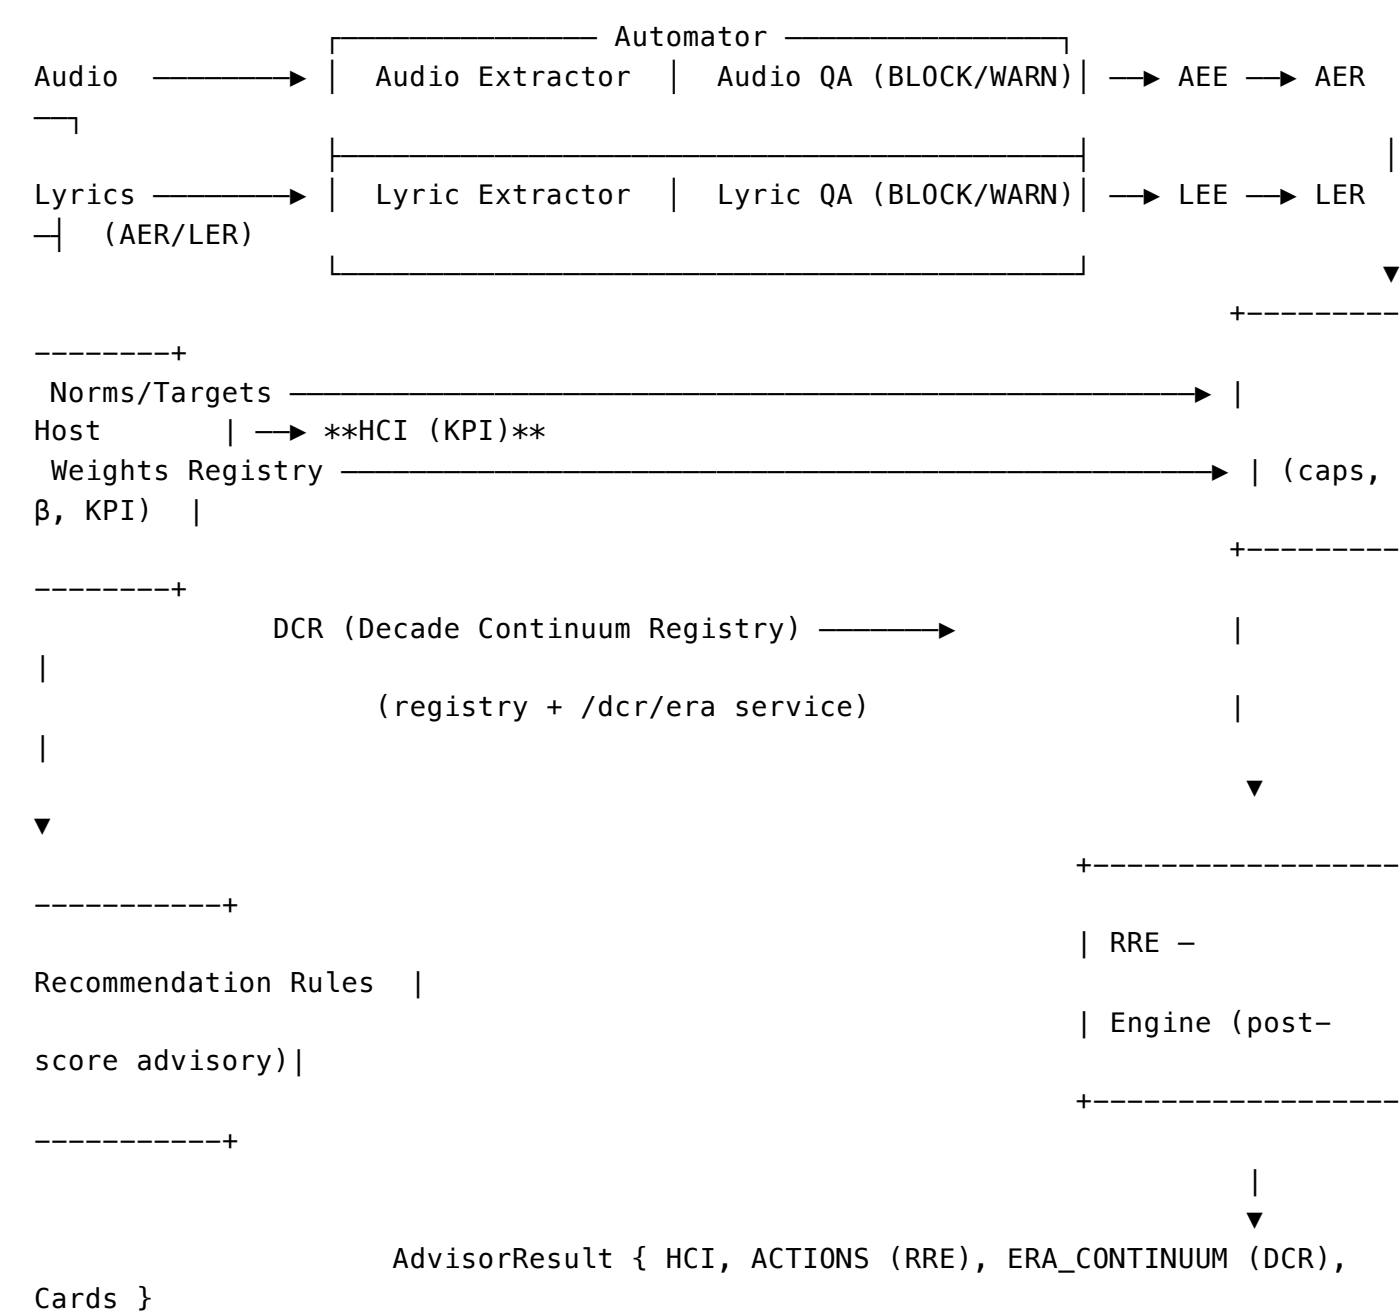 ┌─────────────── Automator ────────────────┐
Audio ────────▶ │ Audio Extractor │ Audio QA (BLOCK/WARN)│ ──▶ AEE ──▶ AER
──┐
├───────────────────────────────────────────┤ │
Lyrics ────────▶ │ Lyric Extractor │ Lyric QA (BLOCK/WARN)│ ──▶ LEE ──▶ LER
─┤ (AER/LER)
└───────────────────────────────────────────┘ ▼
+---------
--------+
Norms/Targets ─────────────────────────────────────────────────────▶ |
Host | ──▶ **HCI (KPI)**
Weights Registry ───────────────────────────────────────────────────▶ | (caps,
β, KPI) |
+---------
--------+
DCR (Decade Continuum Registry) ───────▶ |
|
(registry + /dcr/era service) |
|
▼
▼
+------------------
-----------+
| RRE –
Recommendation Rules |
| Engine (post-
score advisory)|
+------------------
-----------+
|
▼
AdvisorResult { HCI, ACTIONS (RRE), ERA_CONTINUUM (DCR),
Cards }